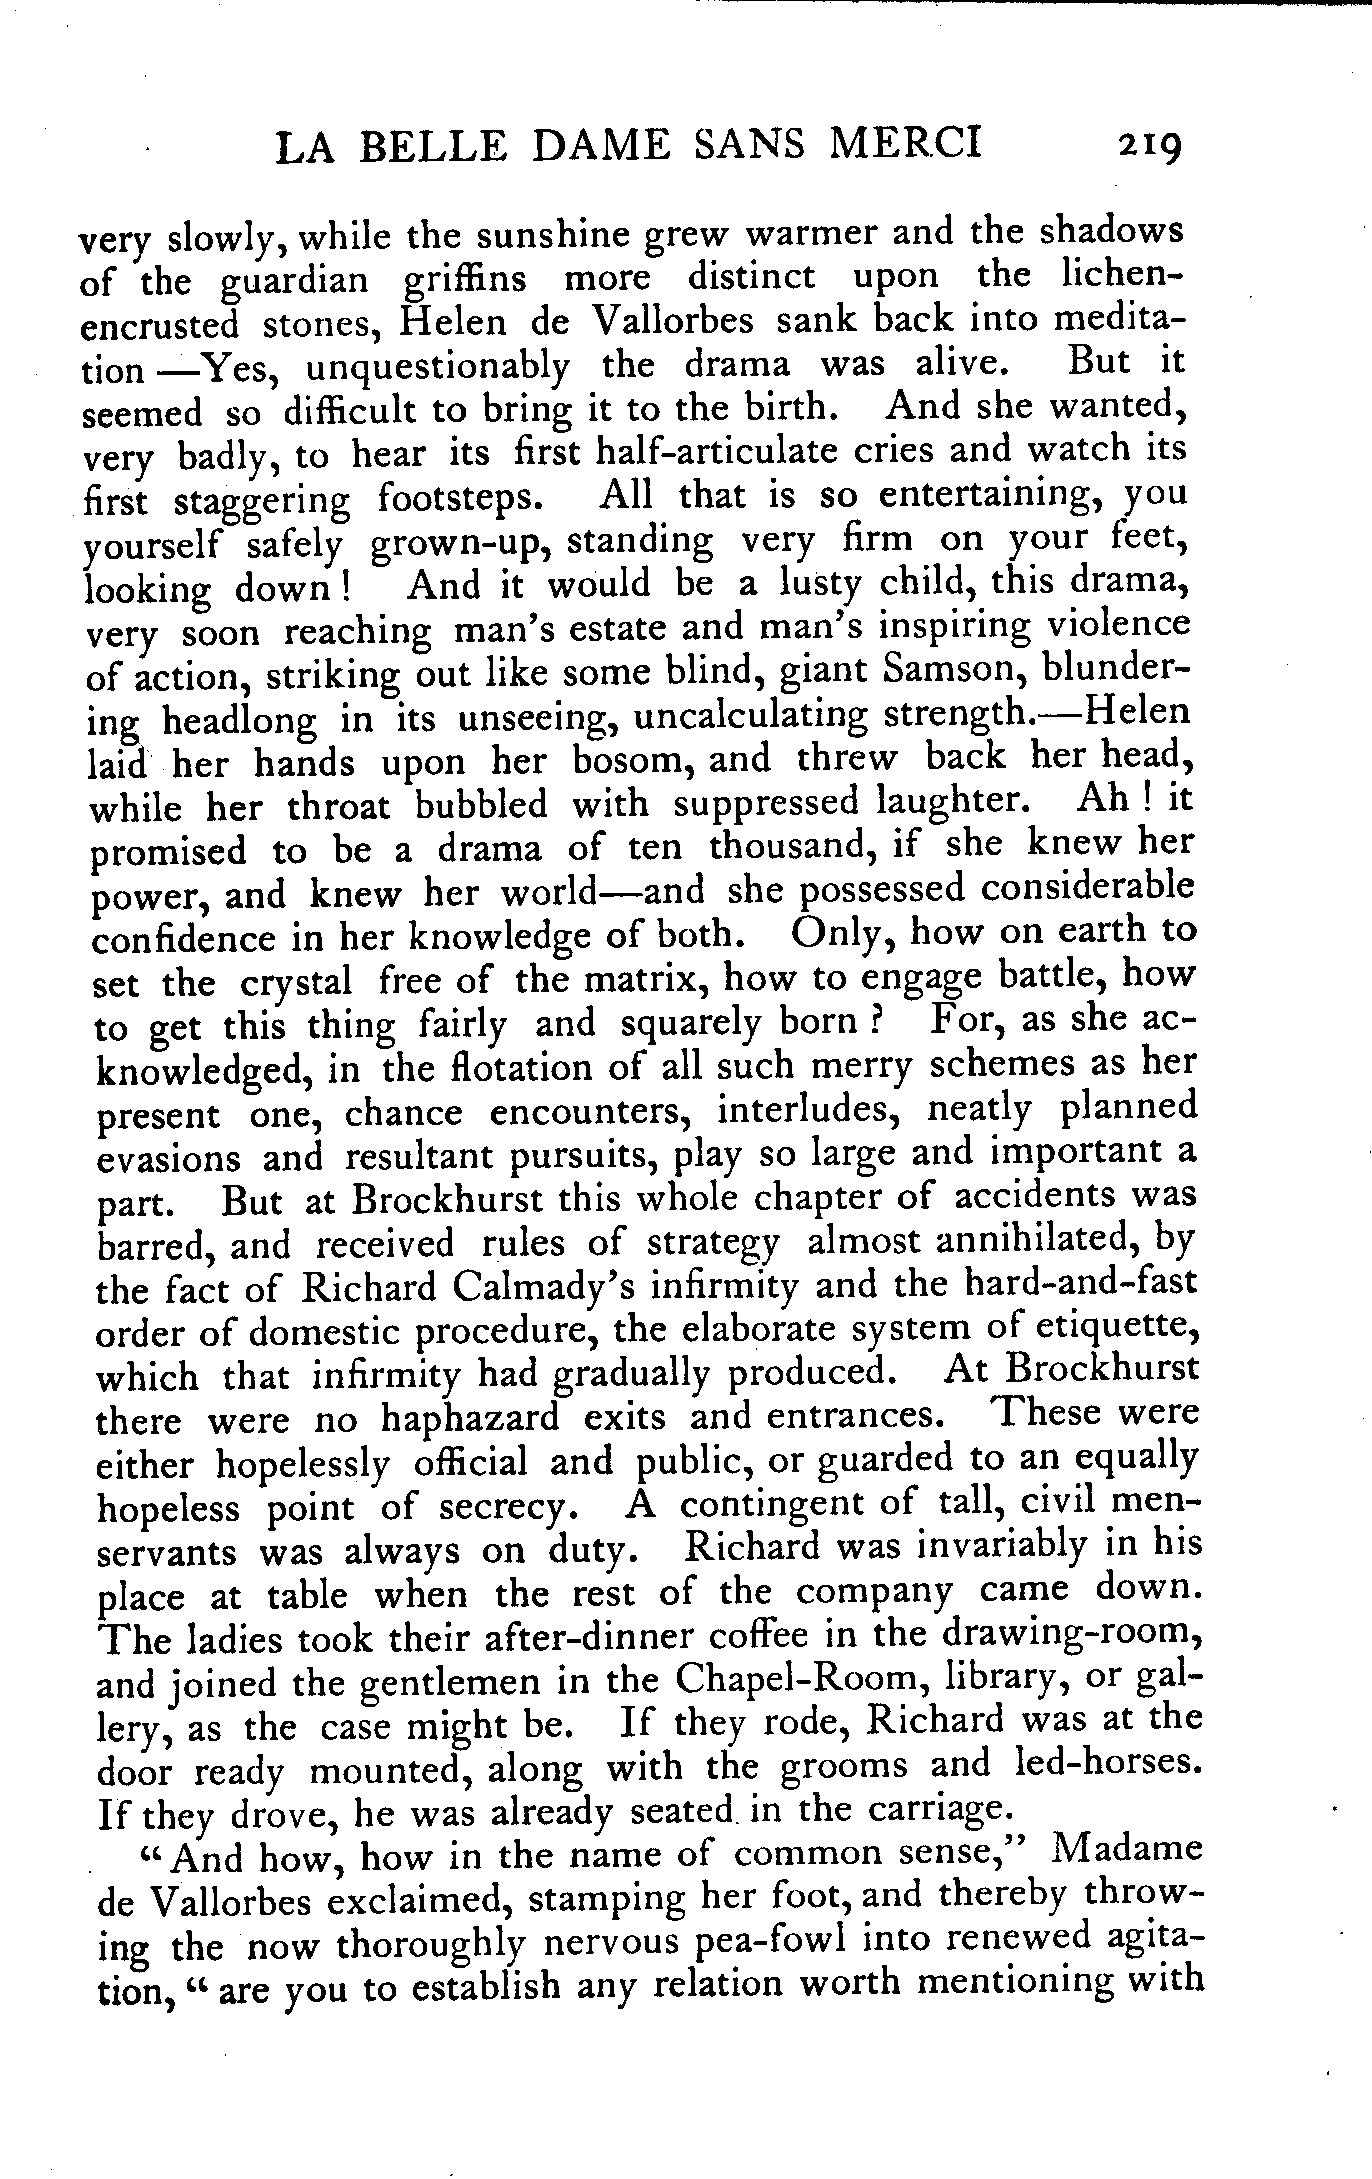 LA BELLE DAME SANS MERCI 219
very slowly, while the sunshine grew warmer and the shadows
of the guardian griffins more distinct upon the lichen-
encrusted stones, Helen de Vallorbes sank back into medita-
tion —Yes, unquestionably the drama was alive. But it
seemed so difficult to bring it to the birth. And she wanted,
very badly, to hear its first half-articulate cries and watch its
first staggering footsteps. All that is so entertaining, you
yourself safely grown-up, standing very firm on your feet,
looking down ! And it would be a lusty child, this drama,
very soon reaching man's estate and man's inspiring violence
of action, striking out like some blind, giant Samson, blunder-
ing headlong in its unseeing, uncalculating strength.—Helen
laid her hands upon her bosom, and threw back her head,
while her throat bubbled with suppressed laughter. Ah ! it
promised to be a drama of ten thousand, if she knew her
power, and knew her world—and she possessed considerable
confidence in her knowledge of both. Only, how on earth to
set the crystal free of the matrix, how to engage battle, how
to get this thing fairly and squarely born ? For, as she ac-
knowledged, in the flotation of all such merry schemes as her
present one, chance encounters, interludes, neatly planned
evasions and resultant pursuits, play so large and important a
part. But at Brockhurst this whole chapter of accidents was
barred, and received rules of strategy almost annihilated, by
the fact of Richard Calmady's infirmity and the hard-and-fast
order of domestic procedure, the elaborate system of etiquette,
which that infirmity had gradually produced. At Brockhurst
there were no haphazard exits and entrances. These were
either hopelessly official and public, or guarded to an equally
hopeless point of secrecy. A contingent of tall, civil men-
servants was always on duty. Richard was invariably in his
place at table when the rest of the company came down.
The ladies took their after-dinner coffee in the drawing-room,
and joined the gentlemen in the Chapel-Room, library, or gal-
lery, as the case might be. If they rode, Richard was at the
door ready mounted, along with the grooms and led-horses.
If they drove, he was already seated in the carriage.
“ And how, how in the name of common sense,” Madame
de Vallorbes exclaimed, stamping her foot, and thereby throw-
ing the now thoroughly nervous pea-fowl into renewed agita-
tion, “ are you to establish any relation worth mentioning with